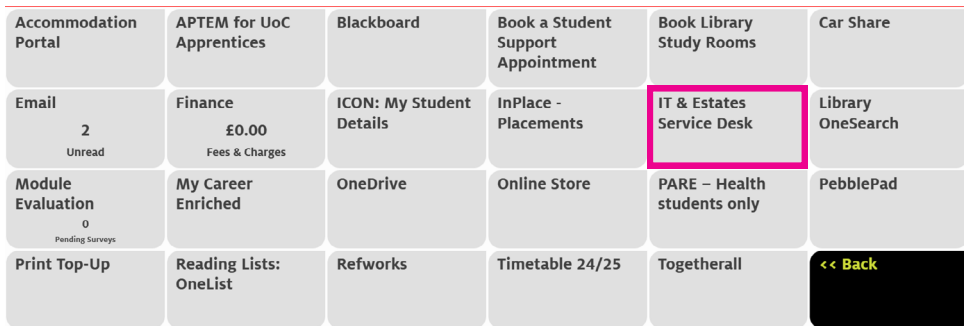 Accommodation
Portal
APTEM for UoC
Apprentices
Blackboard
Book a Student
Support
Appointment
Book Library
Study Rooms
Car Share
Email
2
Unread
Finance
£0.00
Fees & Charges
ICON: My Student
Details
InPlace -
Placements
IT & Estates
Service Desk
Library
OneSearch
Module
Evaluation
0
Pending Surveys
My Career
Enriched
OneDrive
Online Store
PARE – Health
students only
PebblePad
Print Top-Up
Reading Lists:
OneList
Refworks
Timetable 24/25
Togetherall
<< Back